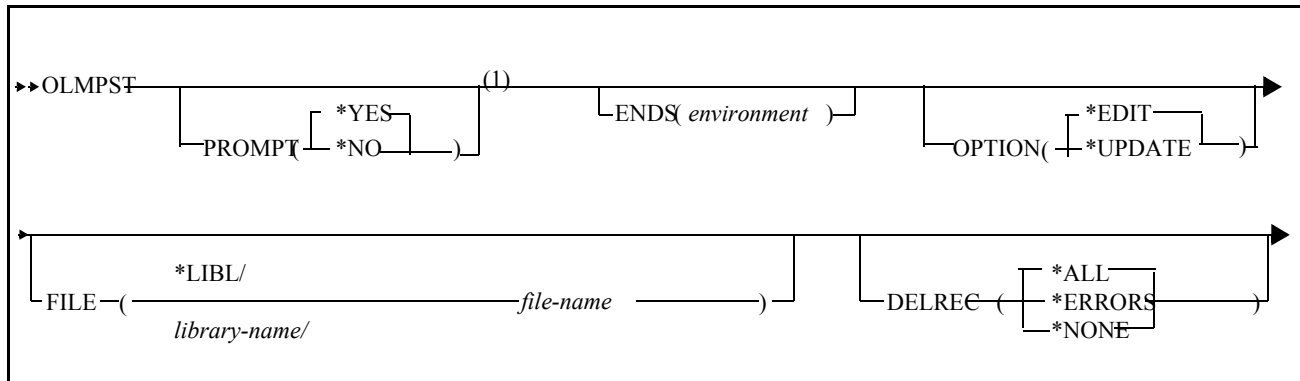 OLMPST (1)
PROMPT( *YES )
*NO
ENDS( environment )
OPTION( *EDIT )
*UPDATE
FILE ( *LIBL/ file-name )
library-name/
DELREC ( *ALL )
*ERRORS
*NONE